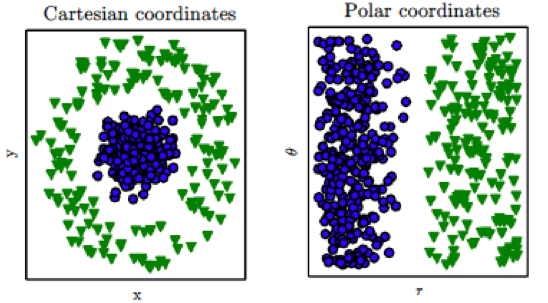 Cartesian coordinates
y
x
Polar coordinates
θ
r